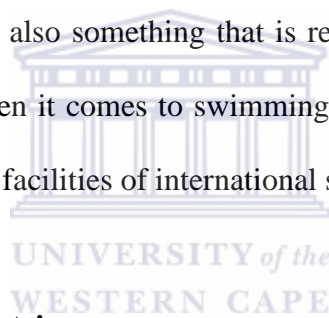 also something that is re
en it comes to swimming
facilities of international s
UNIVERSITY of the
WESTERN CAPE